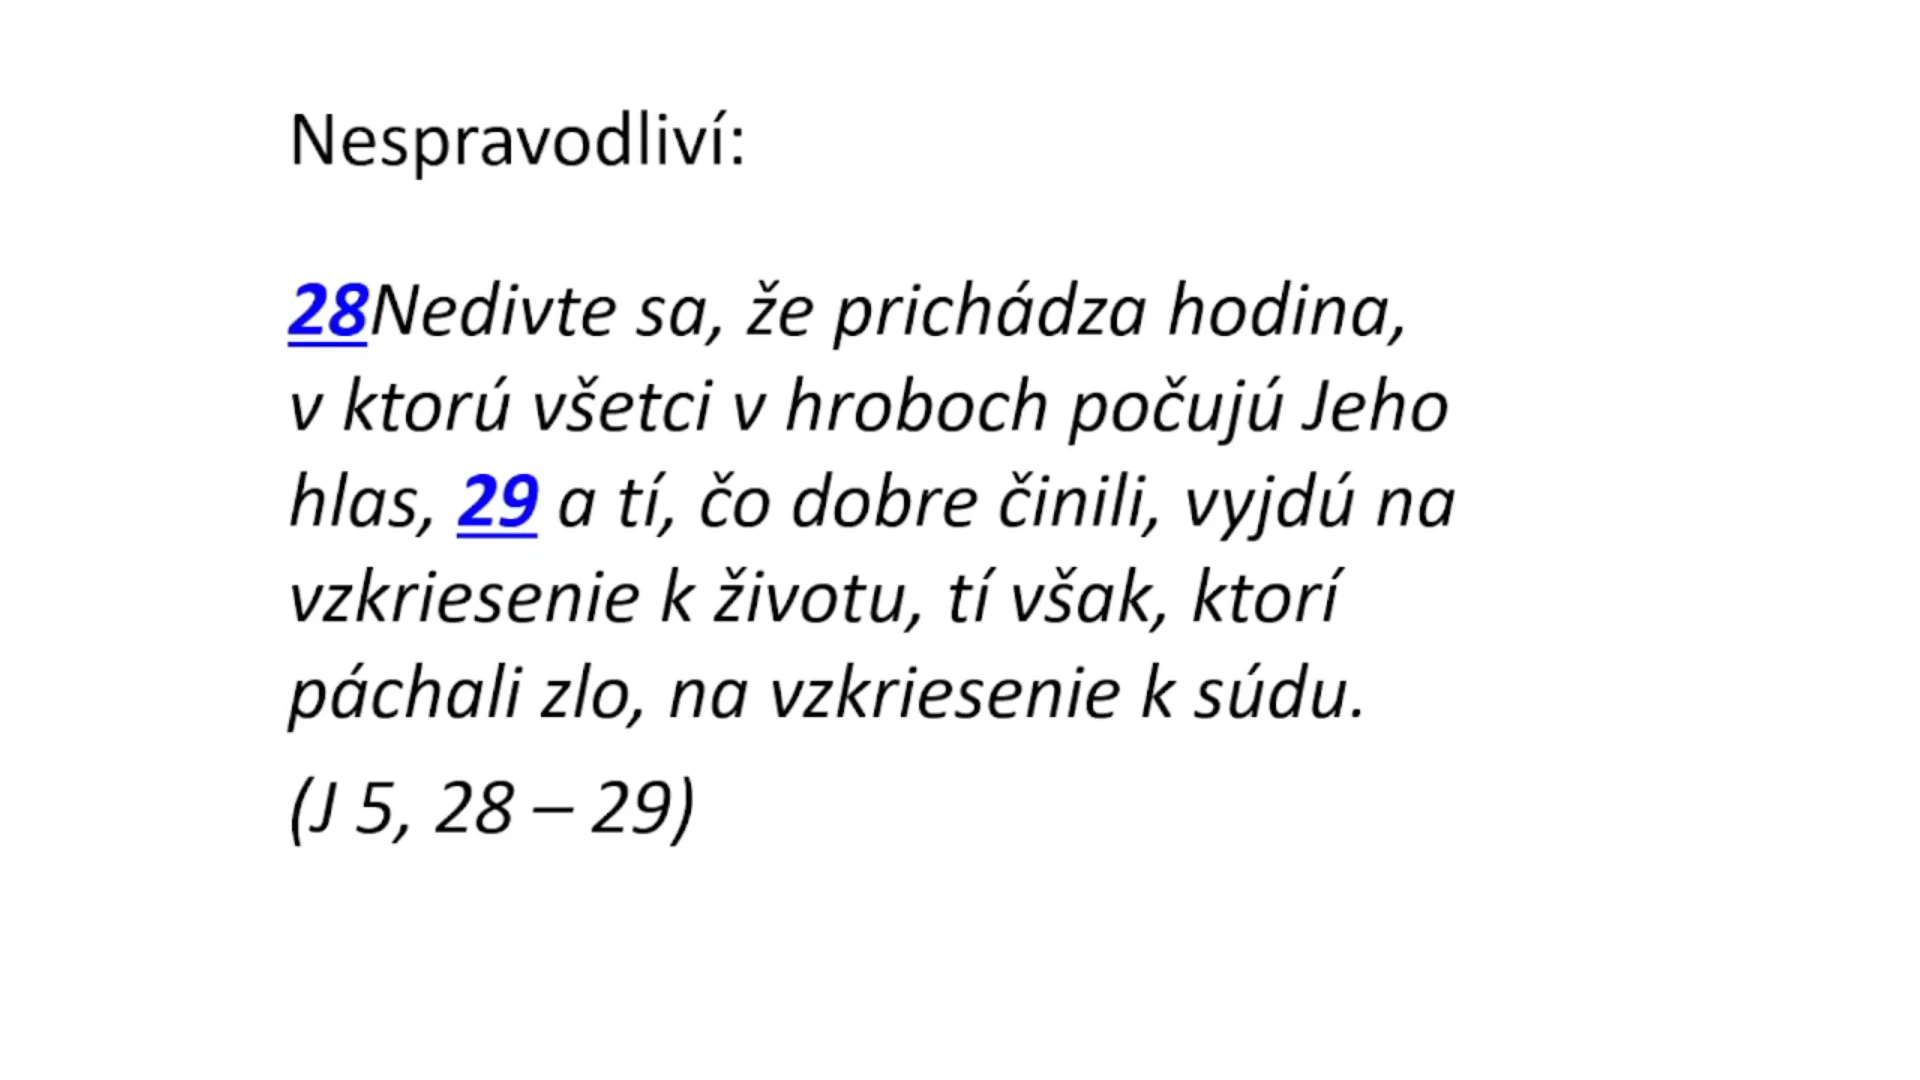 Nespravodliví:
28Nedivte sa, že prichádza hodina,
v ktorú všetci v hroboch počujú Jeho
hlas, 29 a tí, čo dobre činili, vyjdú na
vzkriesenie k životu, tí však, ktorí
páchali zlo, na vzkriesenie k súdu.
(J 5, 28 – 29)